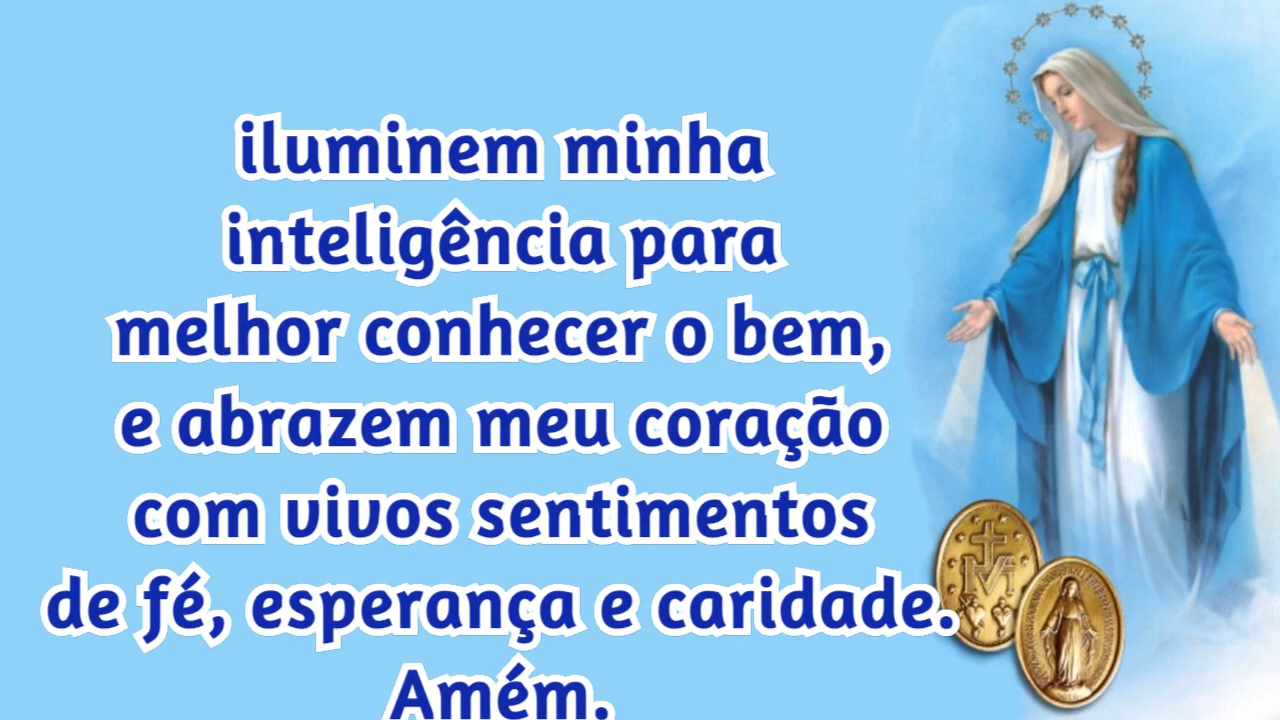 iluminem minha
inteligência para
melhor conhecer o bem,
e abrazem meu coração
com vivos sentimentos
de fé, esperança e caridade.
Amém.